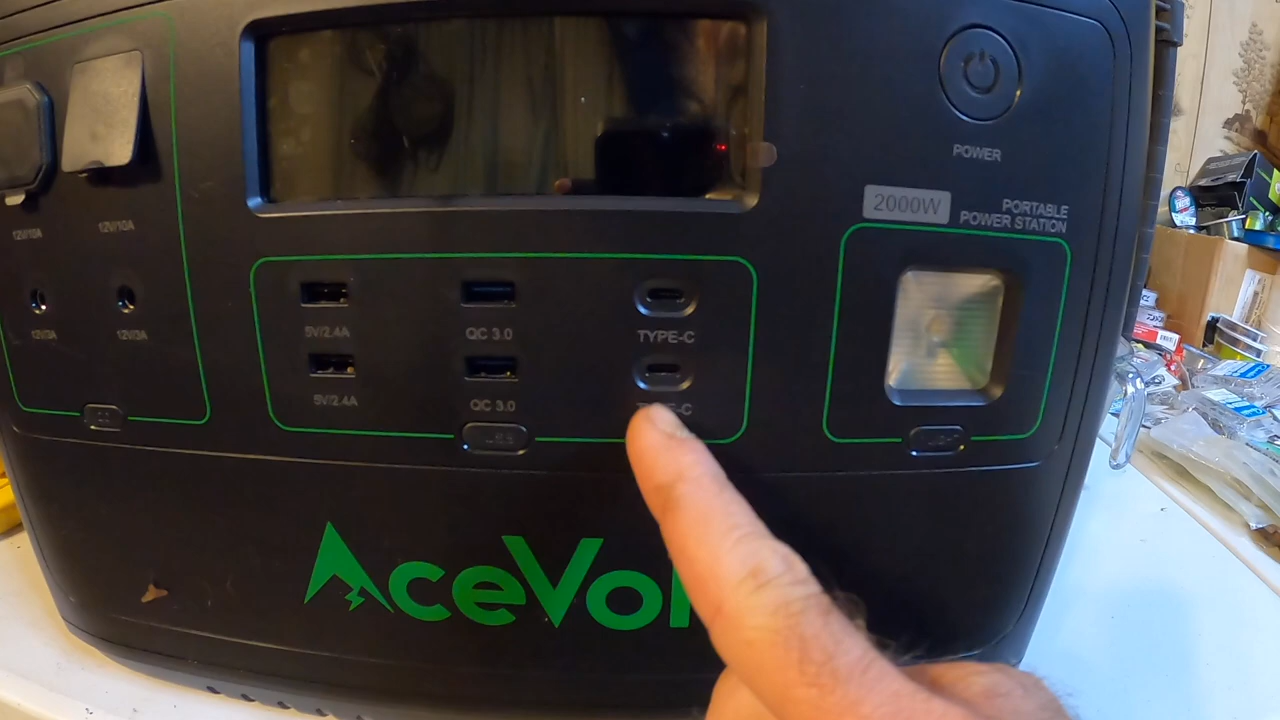 POWER
2000W
PORTABLE
POWER STATION
12V/10A
12V/10A
12V/3A
12V/3A
5V/2.4A
QC 3.0
TYPE-C
5V/2.4A
QC 3.0
USB
AceVol